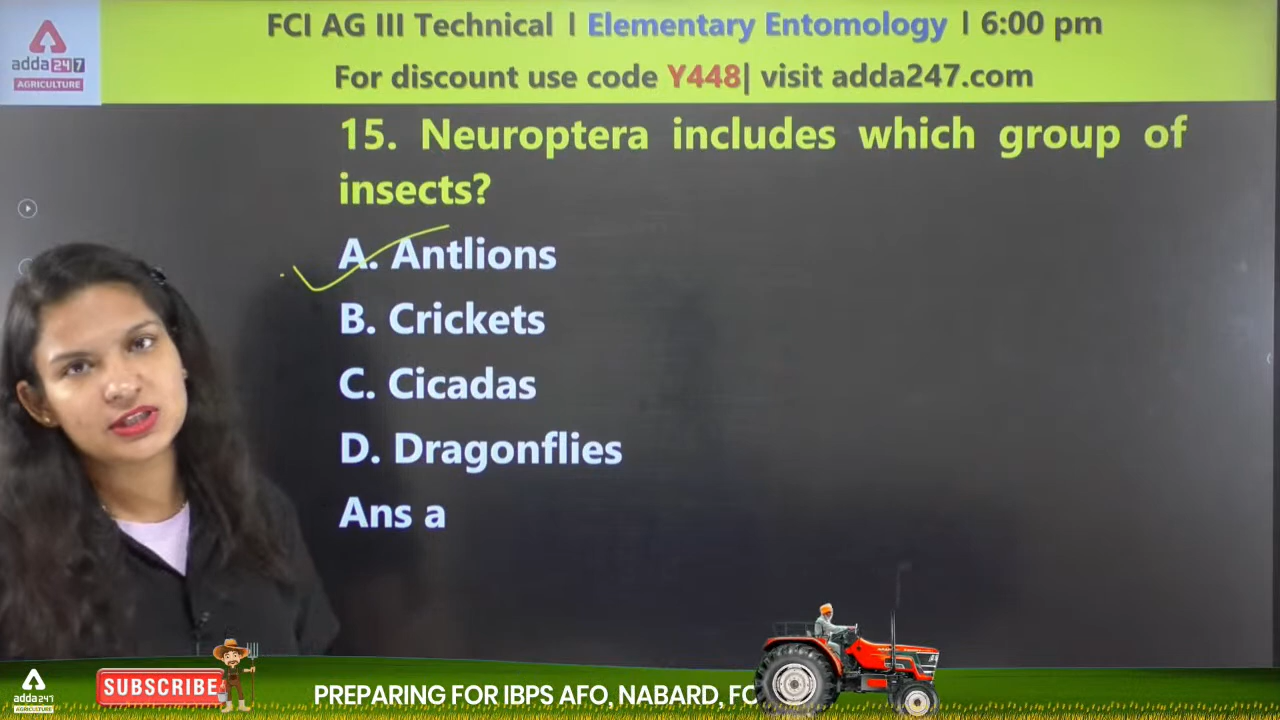 FCI AG III Technical I Elementary Entomology I 6:00 pm
For discount use code Y448| visit adda247.com
adda247
AGRICULTURE
15. Neuroptera includes which group of
insects?
A. Antlions
B. Crickets
C. Cicadas
D. Dragonflies
Ans a
adda247
AGRICULTURE
SUBSCRIBE
PREPARING FOR IBPS AFO, NABARD, FC